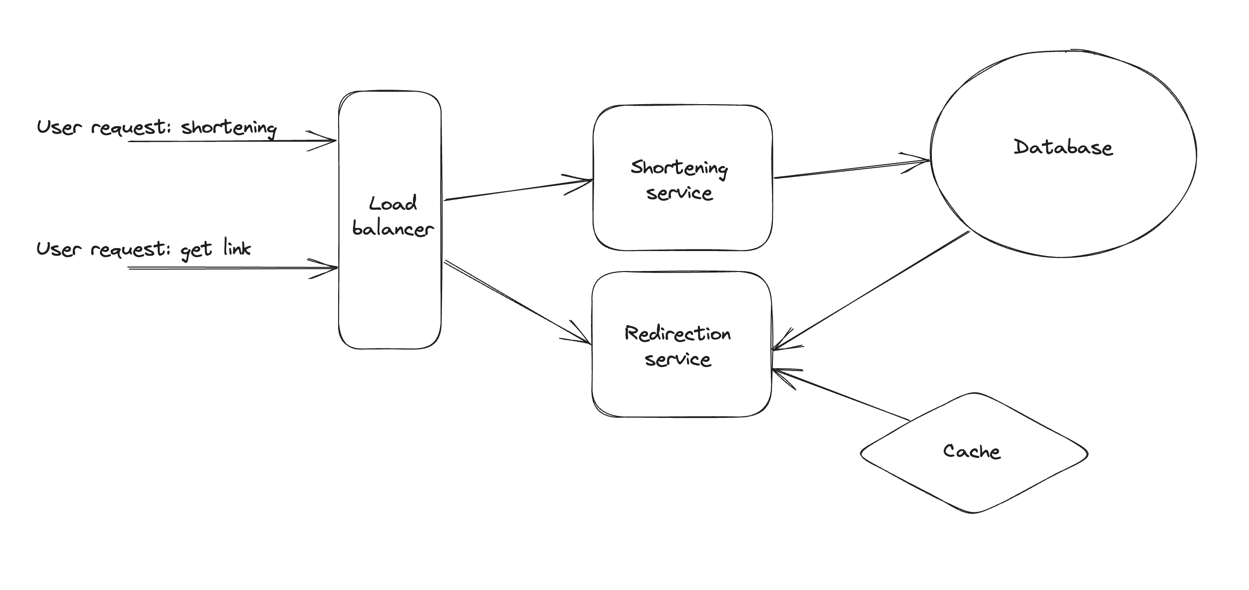 User request: shortening
User request: get link
Load
balancer
Shortening
service
Redirection
service
Database
Cache